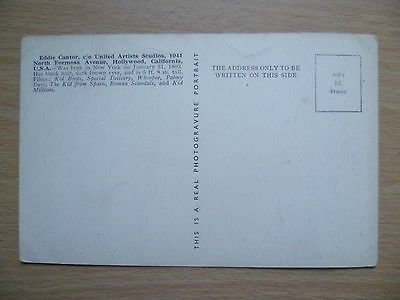 Eddie Cantor, c/o United Artists Studios, 1041
North Formosa Avenue, Hollywood, California,
U.S.A.—Was born in New York on January 31, 1893.
Has black hair, dark brown eyes, and is 5 ft. 8 in. tall.
Films: Kid Boots, Special Delivery, Whoopee, Palmy
Days, The Kid from Spain, Roman Scandals, and Kid
Millions.
THIS IS A REAL PHOTOGRAVURE PORTRAIT
THE ADDRESS ONLY TO BE
WRITTEN ON THIS SIDE
Affix
Stamp